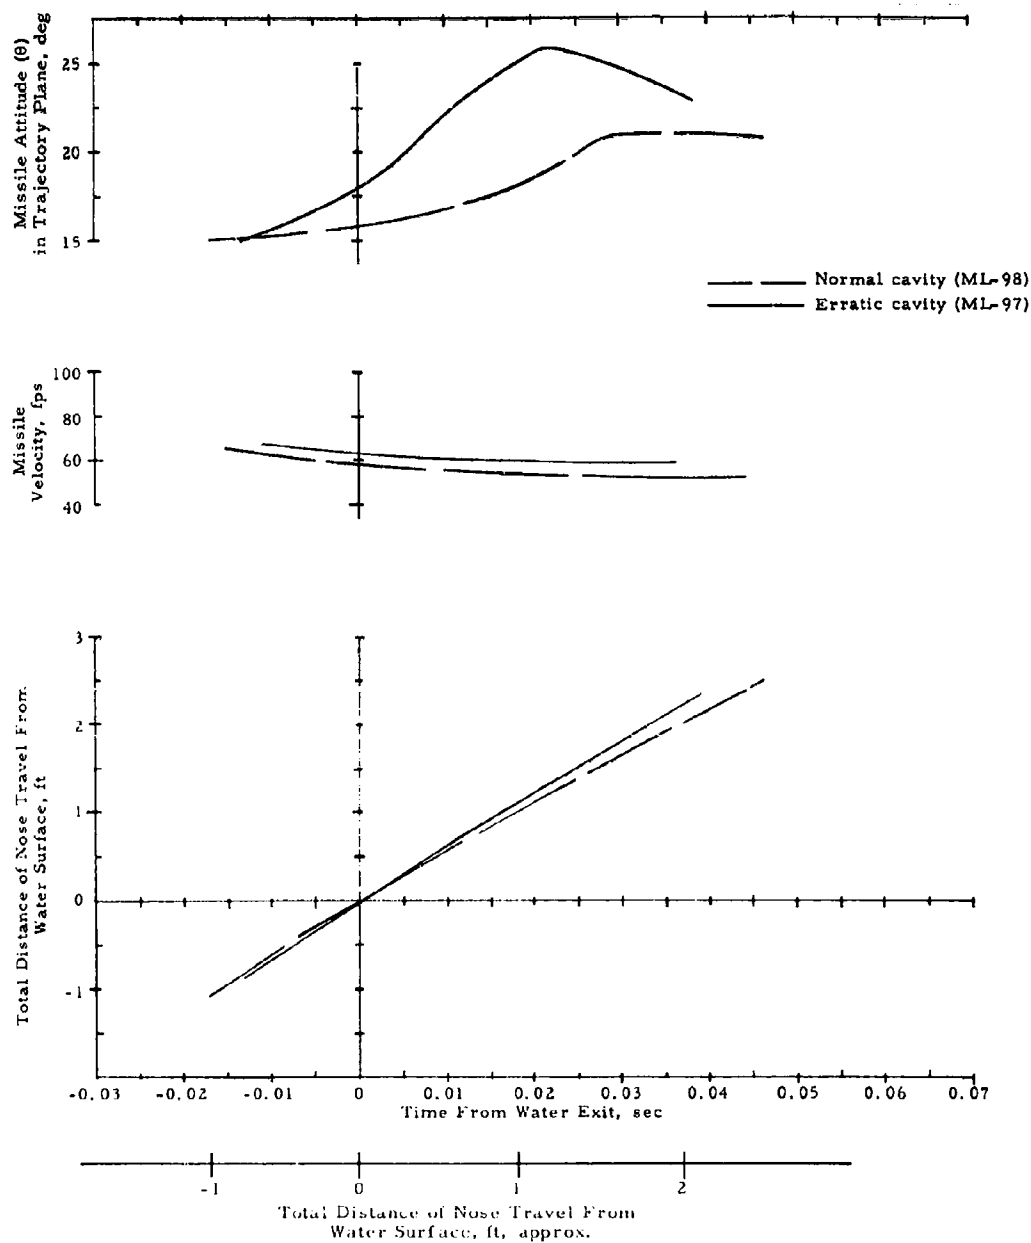 Missile Attitude (θ)
in Trajectory Plane, deg
25
20
15
Normal cavity (ML-98)
Erratic cavity (ML-97)
Missile
Velocity, fps
100
80
60
40
Total Distance of Nose Travel From
Water Surface, ft
3
2
1
0
-1
-0.03 -0.02 -0.01 0 0.01 0.02 0.03 0.04 0.05 0.06 0.07
Time From Water Exit, sec
-1 0 1 2
Total Distance of Nose Travel From
Water Surface, ft, approx.